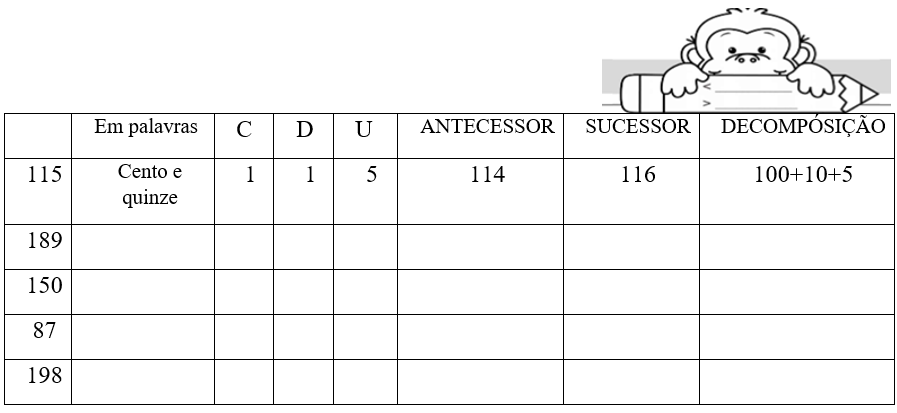 Em palavras C D U ANTECESSOR SUCESSOR DECOMPÓSIÇÃO
115 Cento e quinze 1 1 5 114 116 100+10+5
189
150
87
198